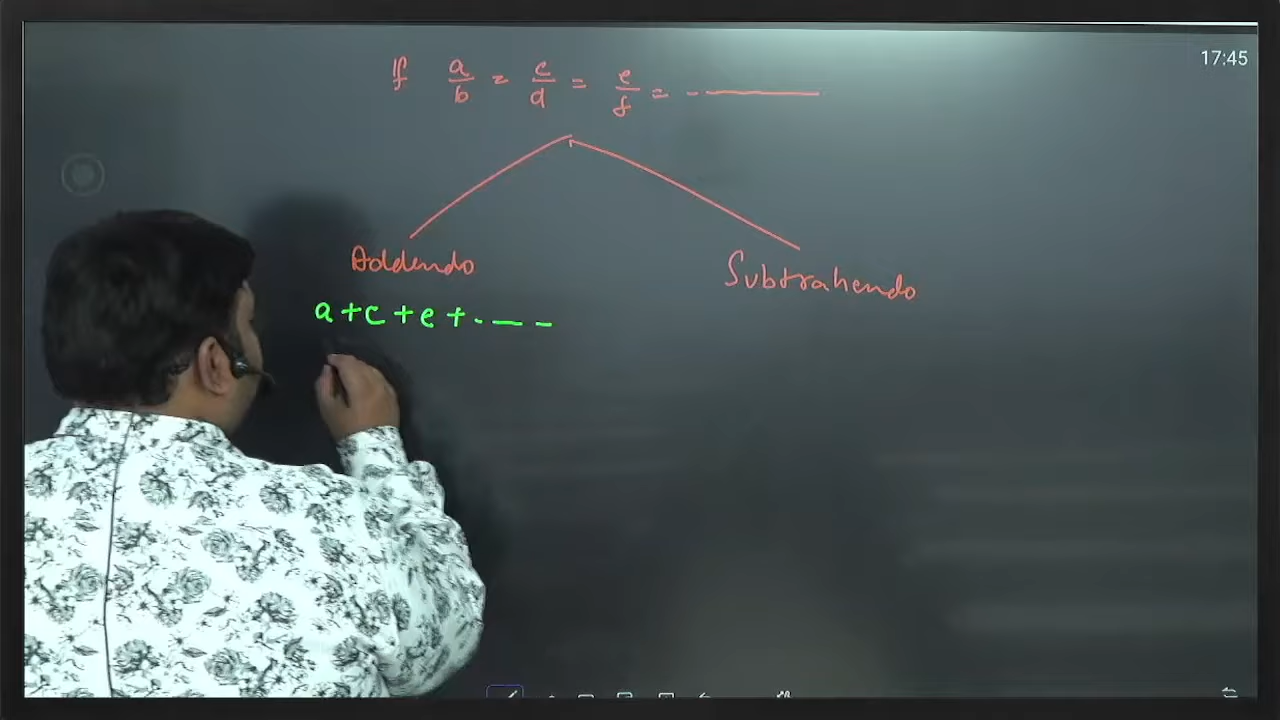 17:45
If a/b = c/d = e/f = - ———
Addendo Subtrahendo
a+c+e+. — -